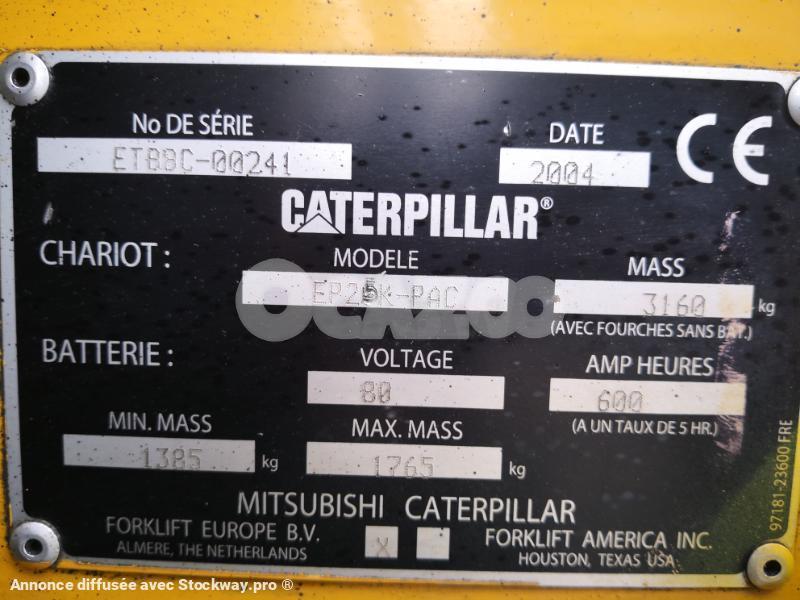 No DE SÉRIE
DATE
CE
ET88C-00241
2004
CATERPILLAR®
CHARIOT :
MODELE
MASS
EP25K-PAC
3160 kg
(AVEC FOURCHES SANS BAT.)
BATTERIE :
VOLTAGE
AMP HEURES
80
600
(A UN TAUX DE 5 HR.)
MIN. MASS
MAX. MASS
1385 kg
1765 kg
MITSUBISHI CATERPILLAR
FORKLIFT EUROPE B.V.
X
FORKLIFT AMERICA INC.
ALMERE, THE NETHERLANDS
HOUSTON, TEXAS USA
97181-23600 FRE
OCAZOO
Annonce diffusée avec Stockway.pro ®